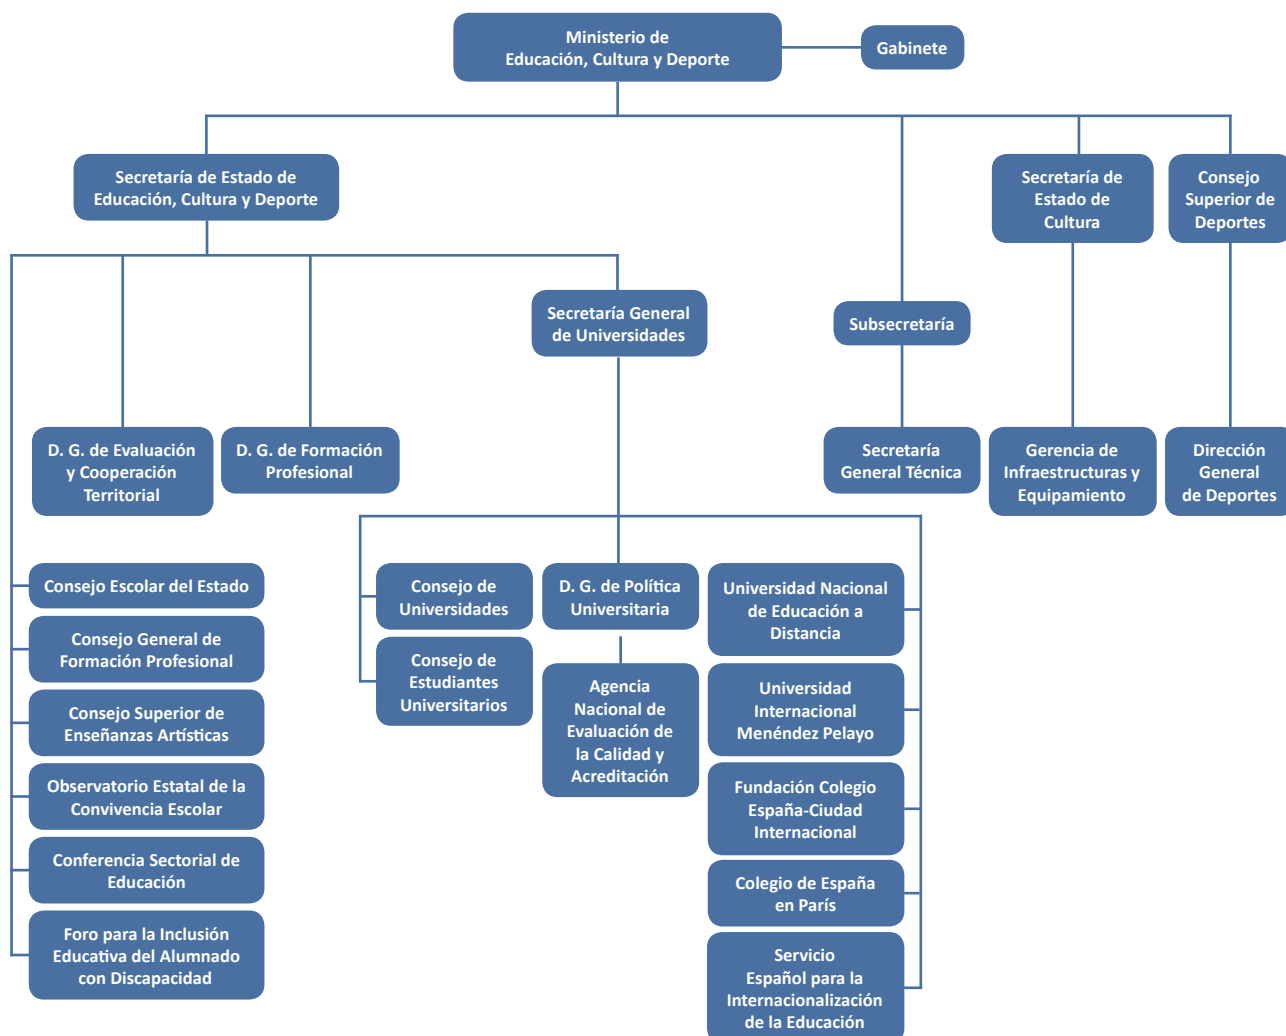 Ministerio de
Educación, Cultura y Deporte
Gabinete
Secretaría de Estado de
Educación, Cultura y Deporte
Secretaría de
Estado de
Cultura
Consejo
Superior de
Deportes
Secretaría General
de Universidades
Subsecretaría
D. G. de Evaluación
y Cooperación
Territorial
D. G. de Formación
Profesional
Secretaría
General Técnica
Gerencia de
Infraestructuras y
Equipamiento
Dirección
General
de Deportes
Consejo Escolar del Estado
Consejo General de
Formación Profesional
Consejo Superior de
Enseñanzas Artísticas
Observatorio Estatal de la
Convivencia Escolar
Conferencia Sectorial de
Educación
Foro para la Inclusión
Educativa del Alumnado
con Discapacidad
Consejo de
Universidades
Consejo de
Estudiantes
Universitarios
D. G. de Política
Universitaria
Agencia
Nacional de
Evaluación de
la Calidad y
Acreditación
Universidad Nacional
de Educación a
Distancia
Universidad
Internacional
Menéndez Pelayo
Fundación Colegio
España-Ciudad
Internacional
Colegio de España
en París
Servicio
Español para la
Internacionalización
de la Educación